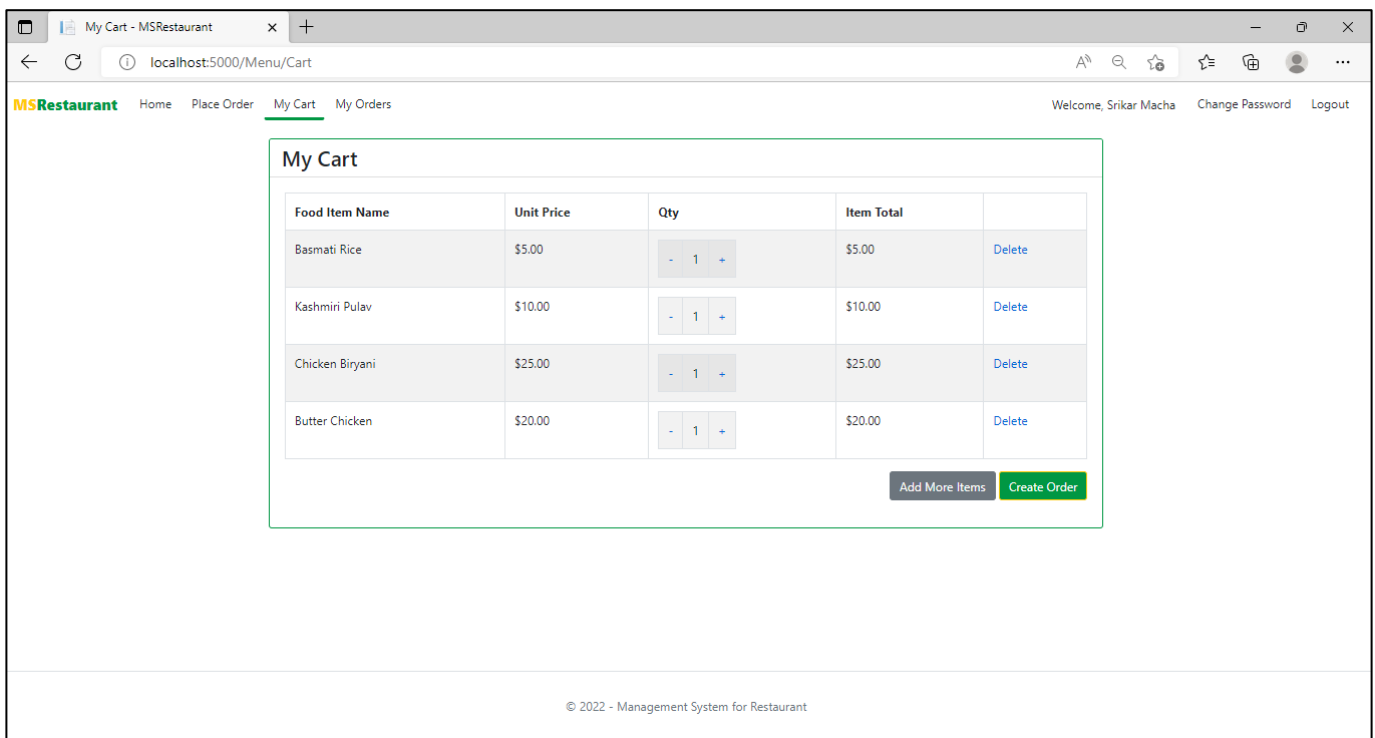 My Cart - MSRestaurant
localhost:5000/Menu/Cart
MSRestaurant Home Place Order My Cart My Orders Welcome, Srikar Macha Change Password Logout
My Cart
Food Item Name Unit Price Qty Item Total
Basmati Rice $5.00 - 1 + $5.00 Delete
Kashmiri Pulav $10.00 - 1 + $10.00 Delete
Chicken Biryani $25.00 - 1 + $25.00 Delete
Butter Chicken $20.00 - 1 + $20.00 Delete
Add More Items Create Order
© 2022 - Management System for Restaurant